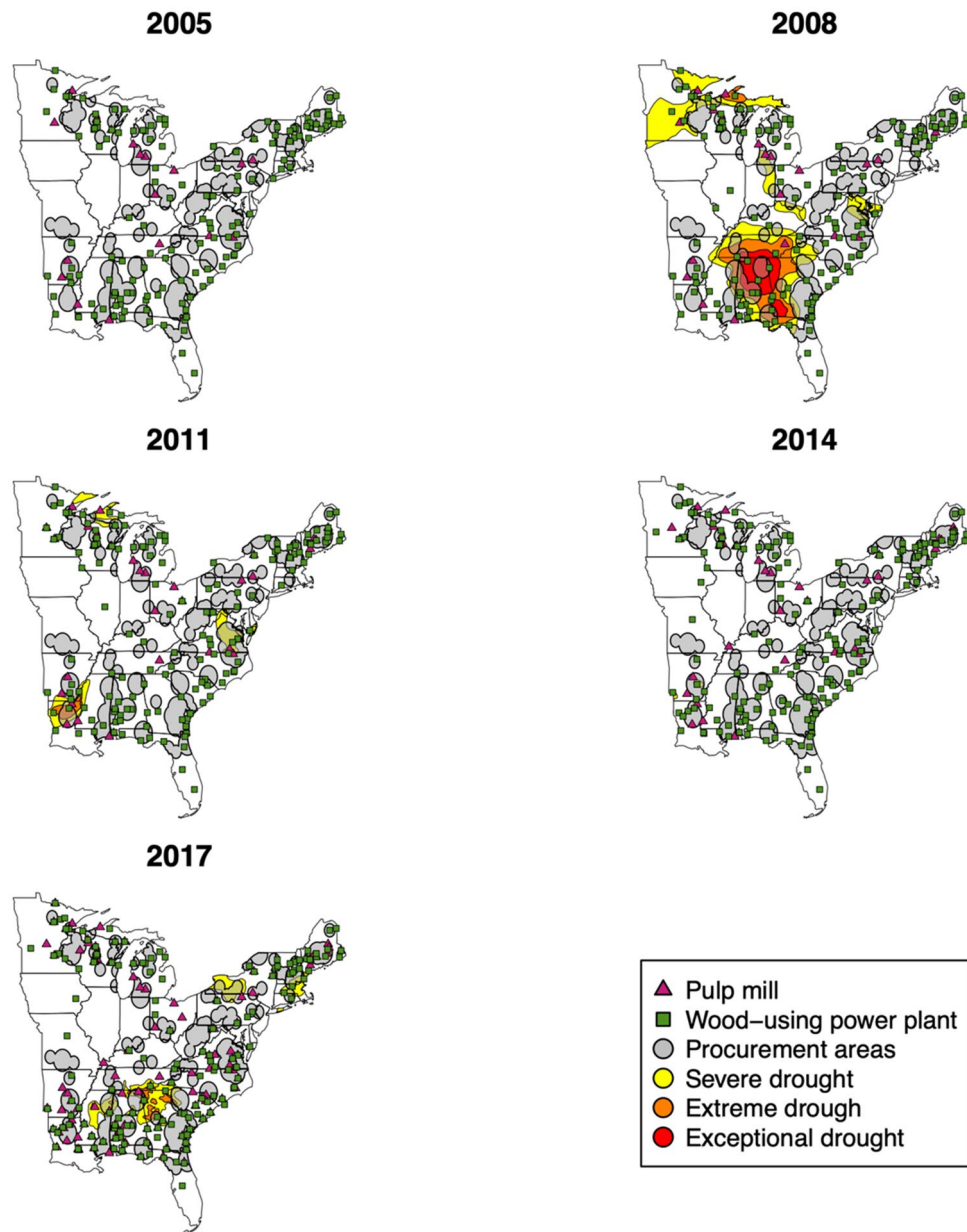 2005
2008
2011
2014
2017
Pulp mill
Wood−using power plant
Procurement areas
Severe drought
Extreme drough
Exceptional drought